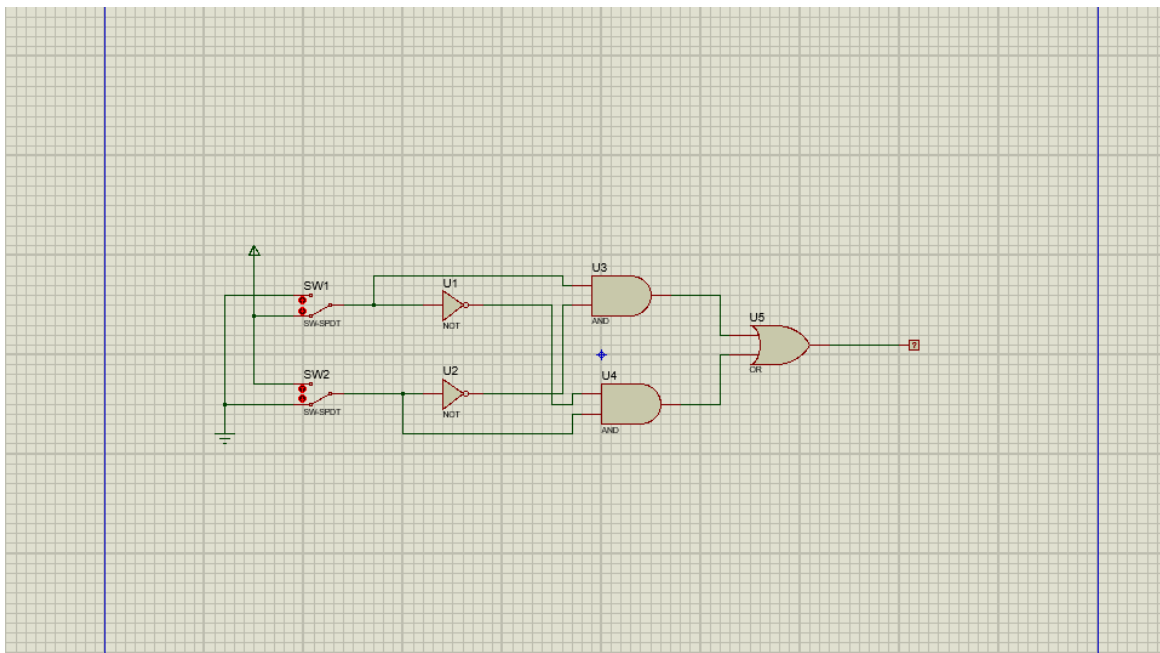 SW1
SW-SPDT
U1
NOT
U3
AND
SW2
SW-SPDT
U2
NOT
U4
AND
U5
OR
?